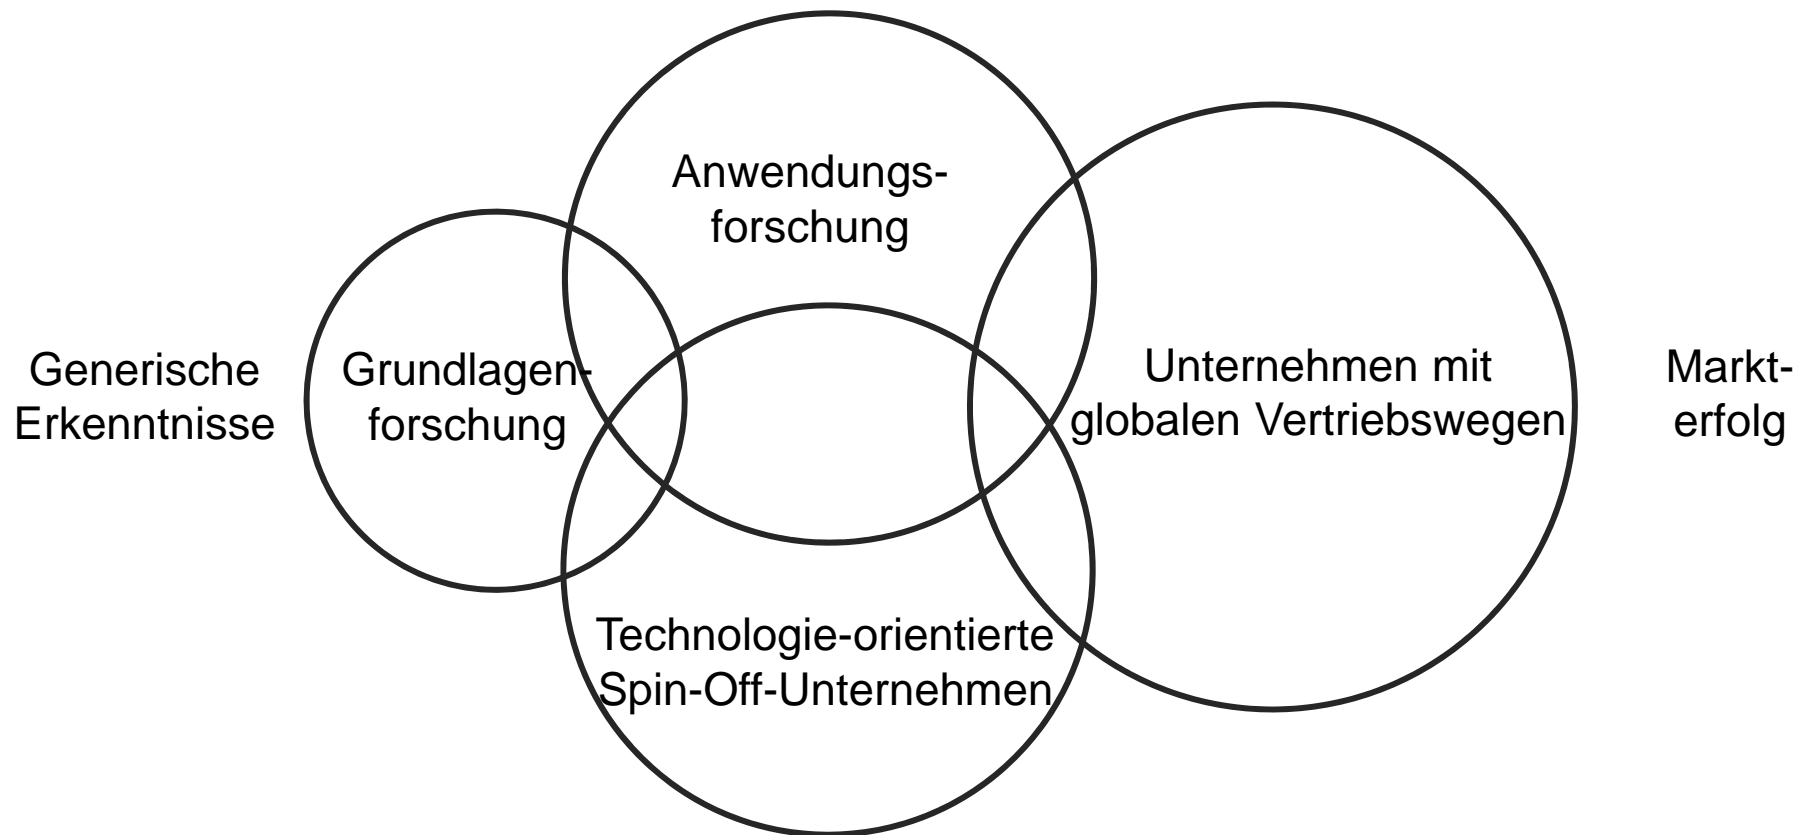 Generische
Erkenntnisse
Grundlagen-
forschung
Anwendungs-
forschung
Technologie-orientierte
Spin-Off-Unternehmen
Unternehmen mit
globalen Vertriebswegen
Markt-
erfolg